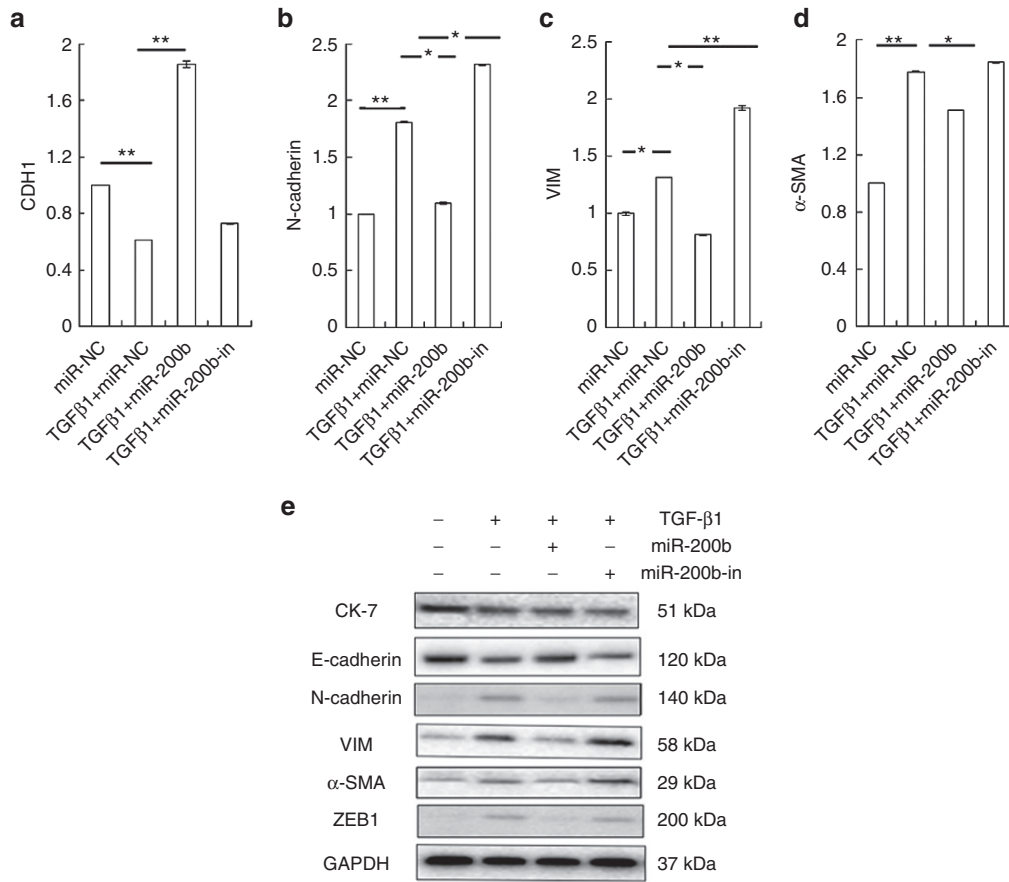 a
**
**
CDH1
2
1.6
1.2
0.8
0.4
0
miR-NC
TGFβ1+miR-NC
TGFβ1+miR-200b
TGFβ1+miR-200b-in
b
*
*
**
N-cadherin
2.5
2
1.5
1
0.5
0
miR-NC
TGFβ1+miR-NC
TGFβ1+miR-200b
TGFβ1+miR-200b-in
c
**
*
*
VIM
2.5
2
1.5
1
0.5
0
miR-NC
TGFβ1+miR-NC
TGFβ1+miR-200b
TGFβ1+miR-200b-in
d
** *
α-SMA
2
1.6
1.2
0.8
0.4
0
miR-NC
TGFβ1+miR-NC
TGFβ1+miR-200b
TGFβ1+miR-200b-in
e
– + + + TGF-β1
– – + – miR-200b
– – – + miR-200b-in
CK-7 51 kDa
E-cadherin 120 kDa
N-cadherin 140 kDa
VIM 58 kDa
α-SMA 29 kDa
ZEB1 200 kDa
GAPDH 37 kDa